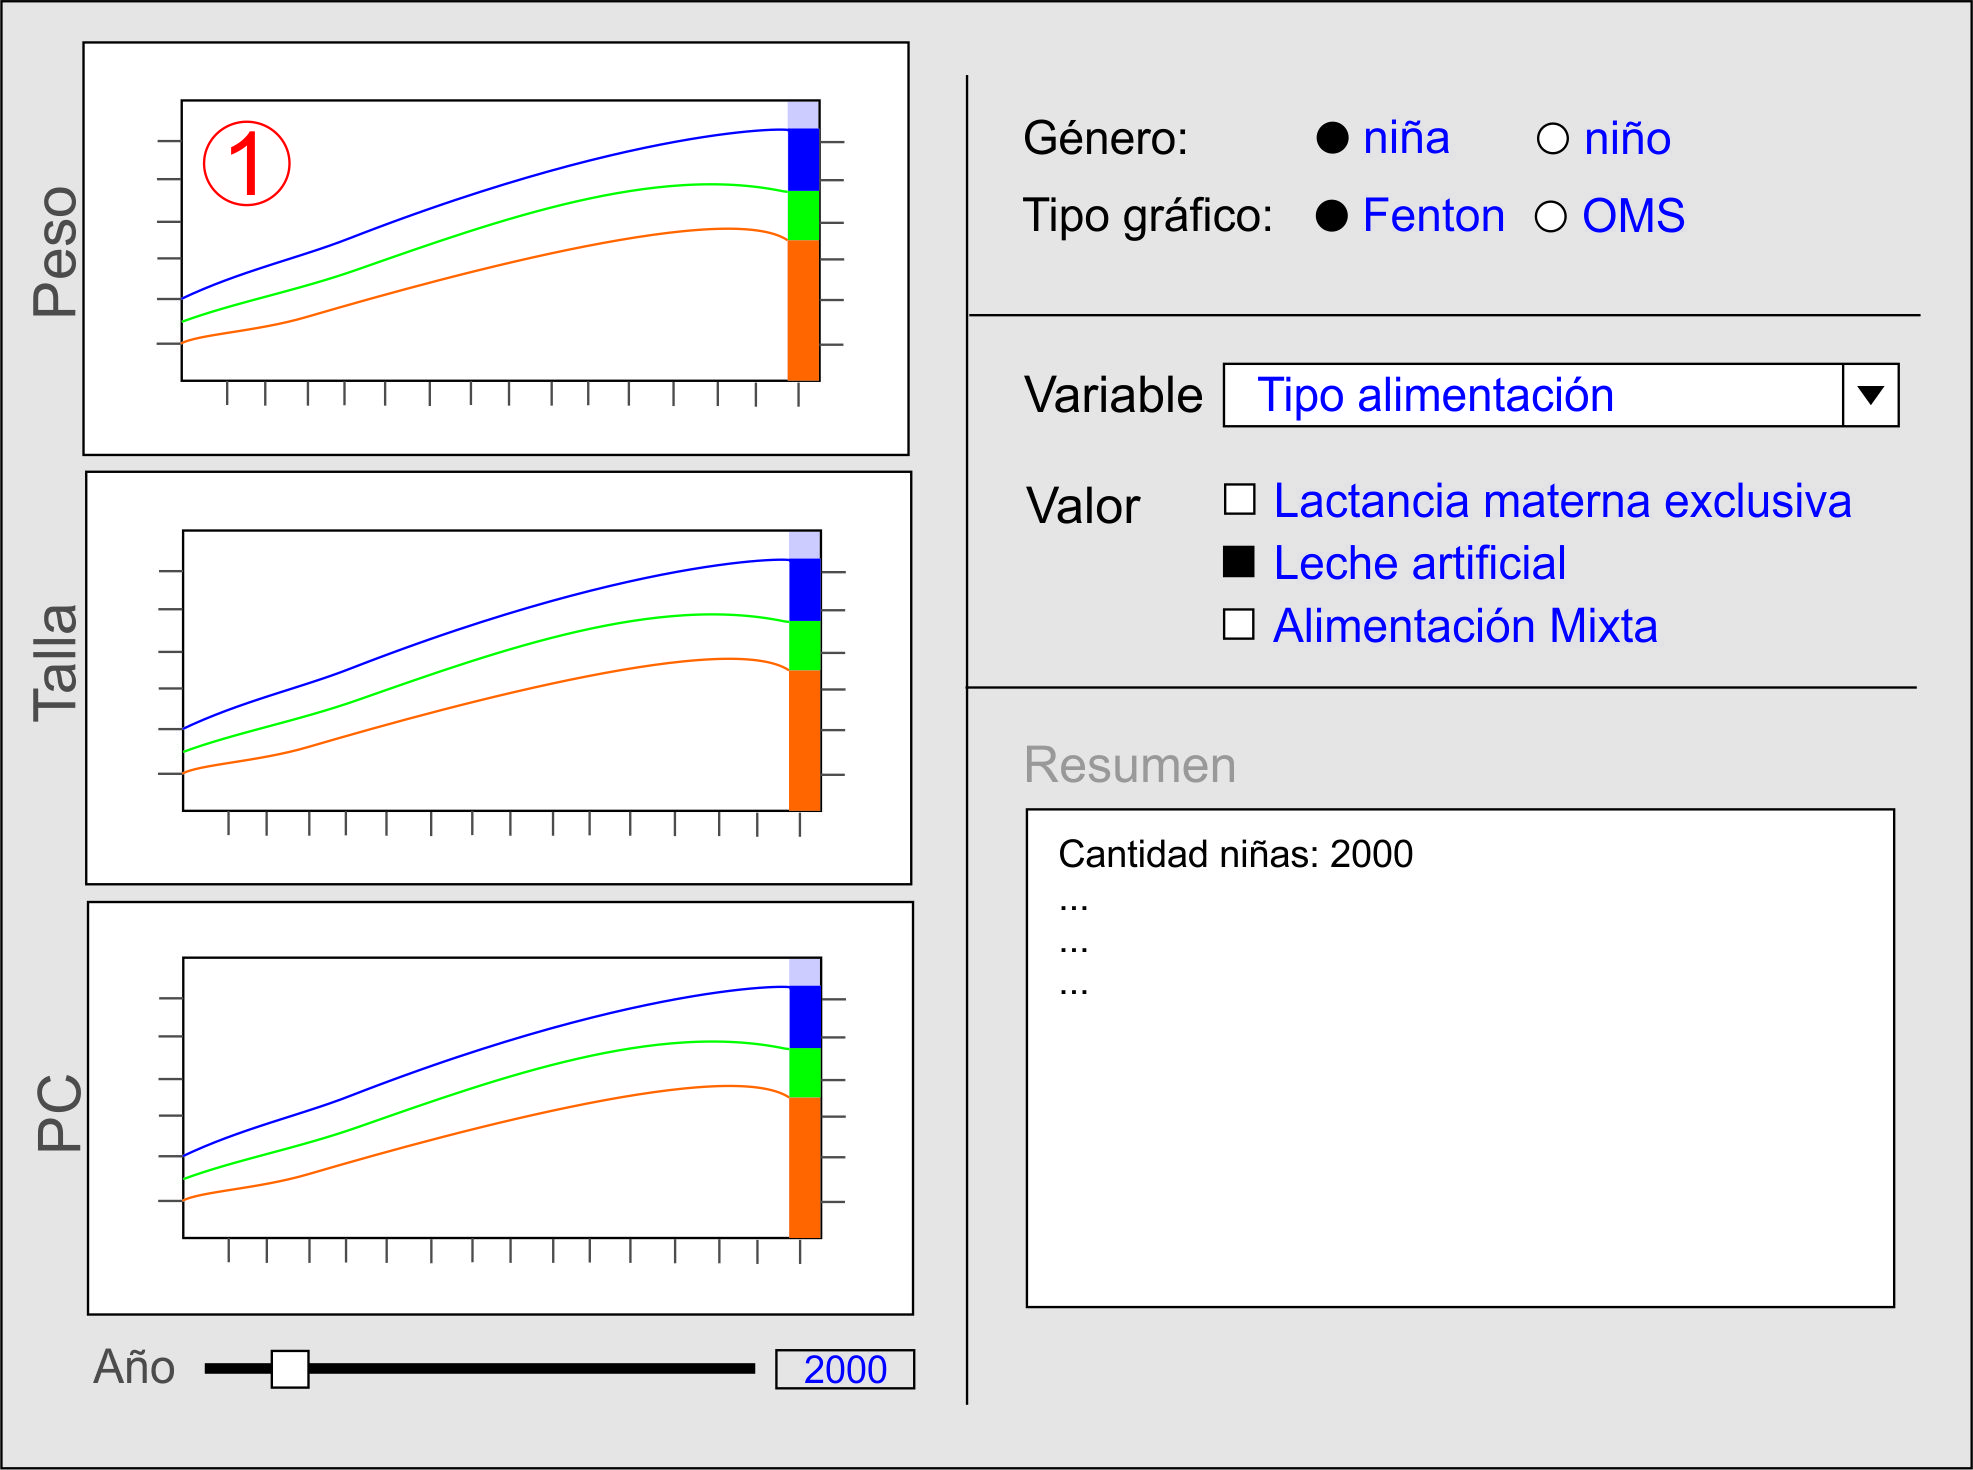 Peso
1
Talla
PC
Año
2000
Género: niña niño
Tipo gráfico: Fenton OMS
Variable Tipo alimentación
Valor Lactancia materna exclusiva
Leche artificial
Alimentación Mixta
Resumen
Cantidad niñas: 2000
...
...
...